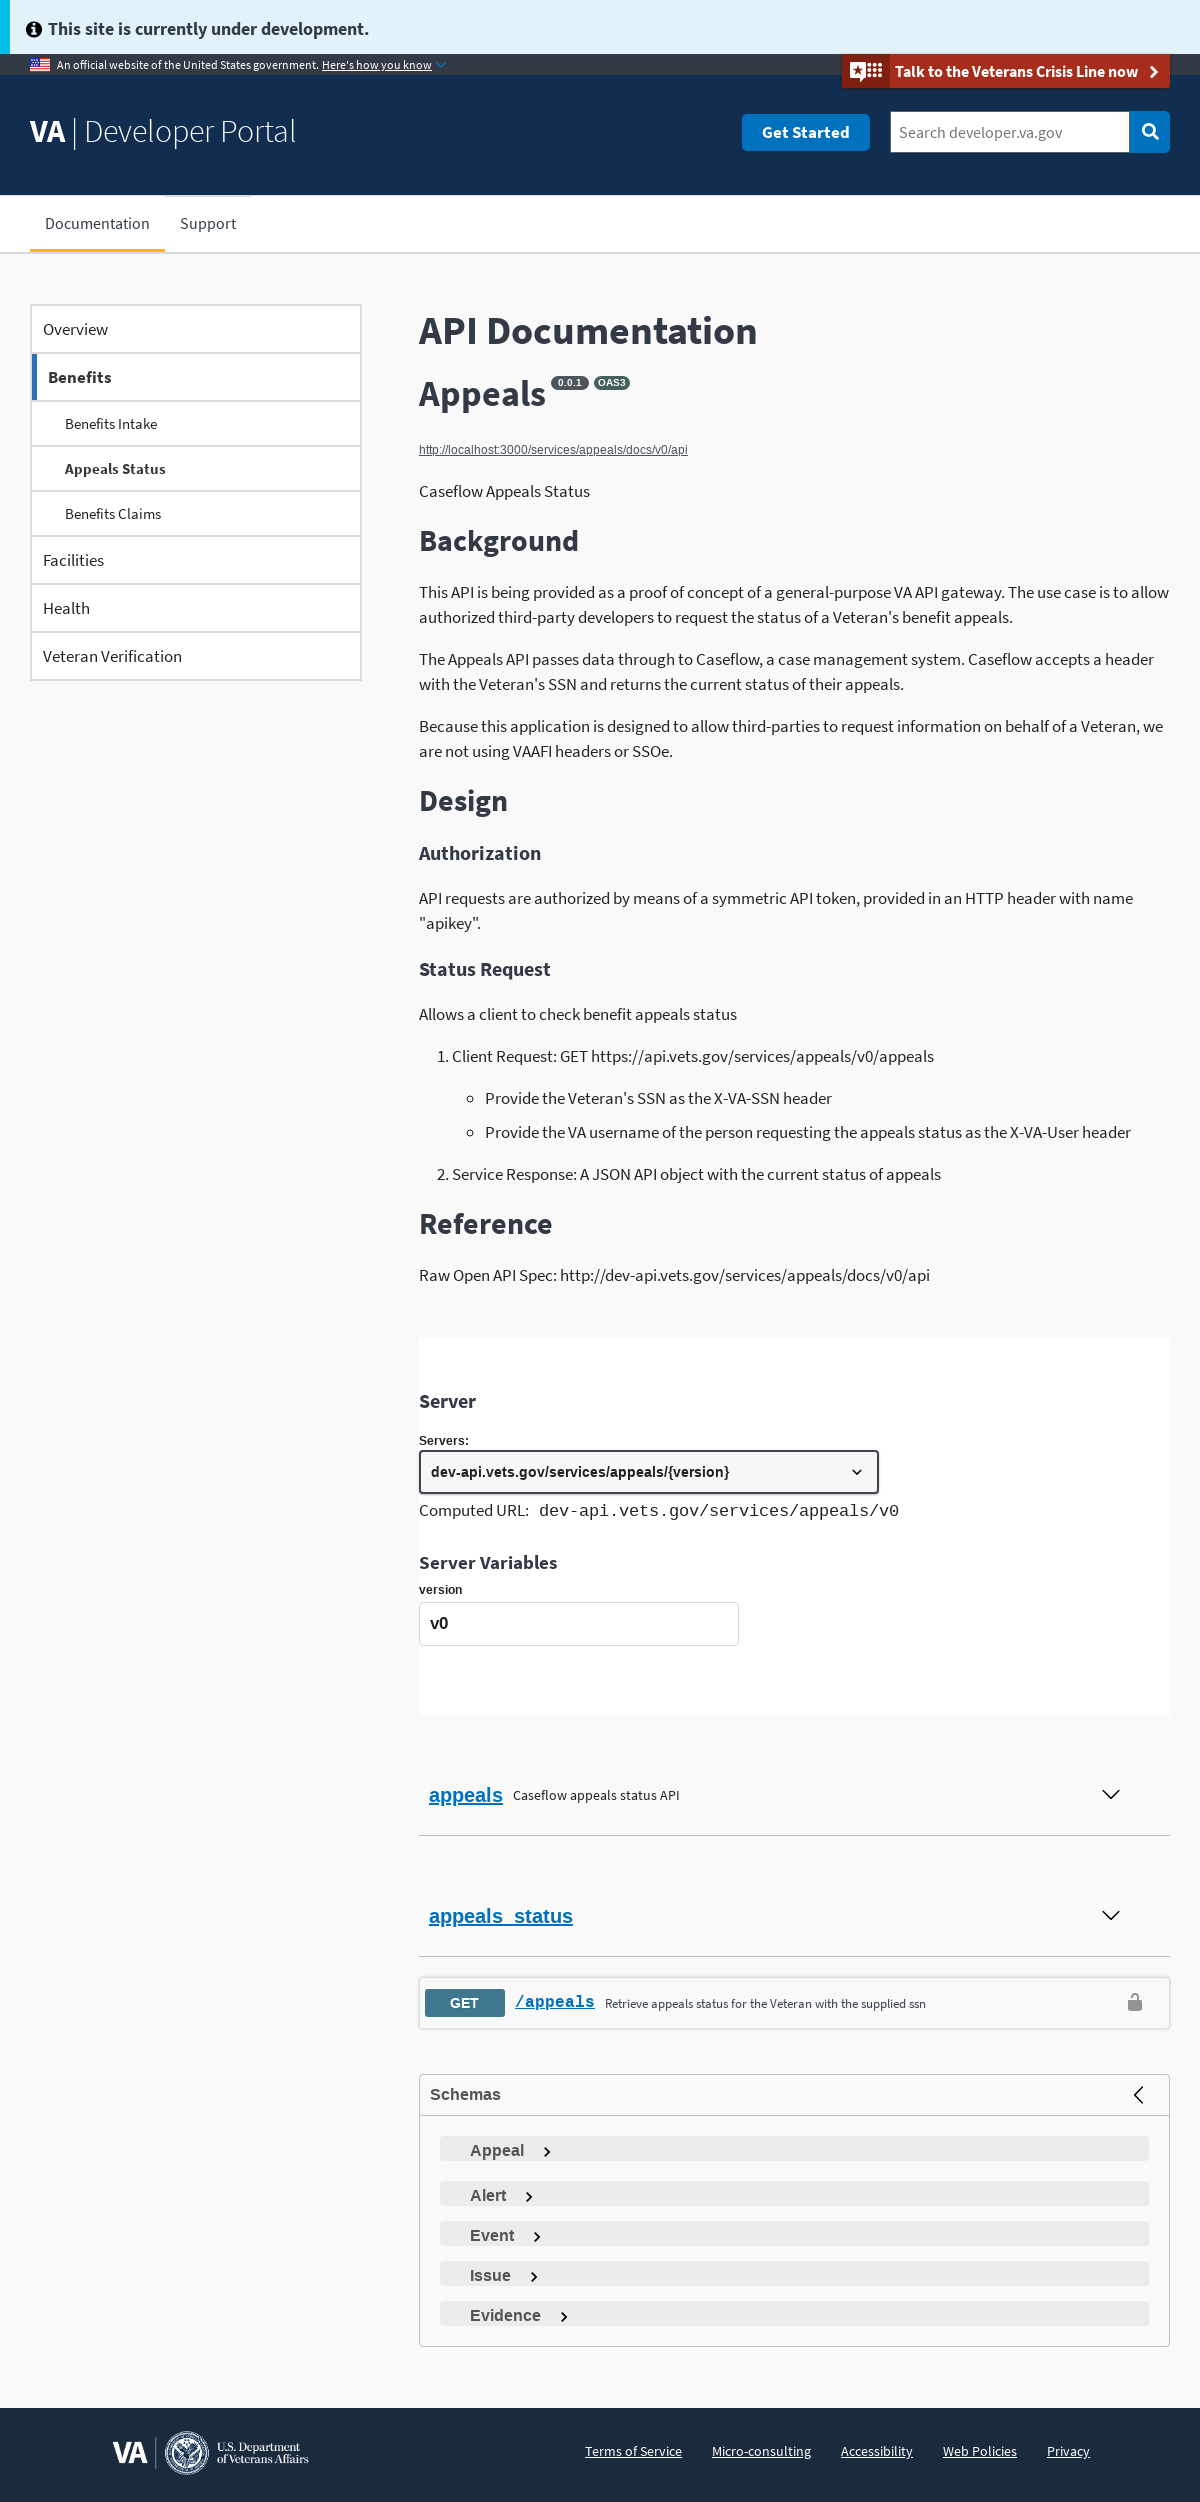 This site is currently under development.
An official website of the United States government. Here's how you know
Talk to the Veterans Crisis Line now
VA | Developer Portal
Get Started
Search developer.va.gov
Documentation
Support
Overview
Benefits
Benefits Intake
Appeals Status
Benefits Claims
Facilities
Health
Veteran Verification
API Documentation
Appeals 0.0.1 OAS3
http://localhost:3000/services/appeals/docs/v0/api
Caseflow Appeals Status
Background
This API is being provided as a proof of concept of a general-purpose VA API gateway. The use case is to allow
authorized third-party developers to request the status of a Veteran's benefit appeals.
The Appeals API passes data through to Caseflow, a case management system. Caseflow accepts a header
with the Veteran's SSN and returns the current status of their appeals.
Because this application is designed to allow third-parties to request information on behalf of a Veteran, we
are not using VAAFI headers or SSOe.
Design
Authorization
API requests are authorized by means of a symmetric API token, provided in an HTTP header with name
"apikey".
Status Request
Allows a client to check benefit appeals status
1. Client Request: GET https://api.vets.gov/services/appeals/v0/appeals
Provide the Veteran's SSN as the X-VA-SSN header
Provide the VA username of the person requesting the appeals status as the X-VA-User header
2. Service Response: A JSON API object with the current status of appeals
Reference
Raw Open API Spec: http://dev-api.vets.gov/services/appeals/docs/v0/api
Server
Servers:
dev-api.vets.gov/services/appeals/{version}
Computed URL: dev-api.vets.gov/services/appeals/v0
Server Variables
version
v0
appeals Caseflow appeals status API
appeals_status
GET /appeals Retrieve appeals status for the Veteran with the supplied ssn
Schemas
Appeal
Alert
Event
Issue
Evidence
VA
U.S. Department
of Veterans Affairs
Terms of Service
Micro-consulting
Accessibility
Web Policies
Privacy